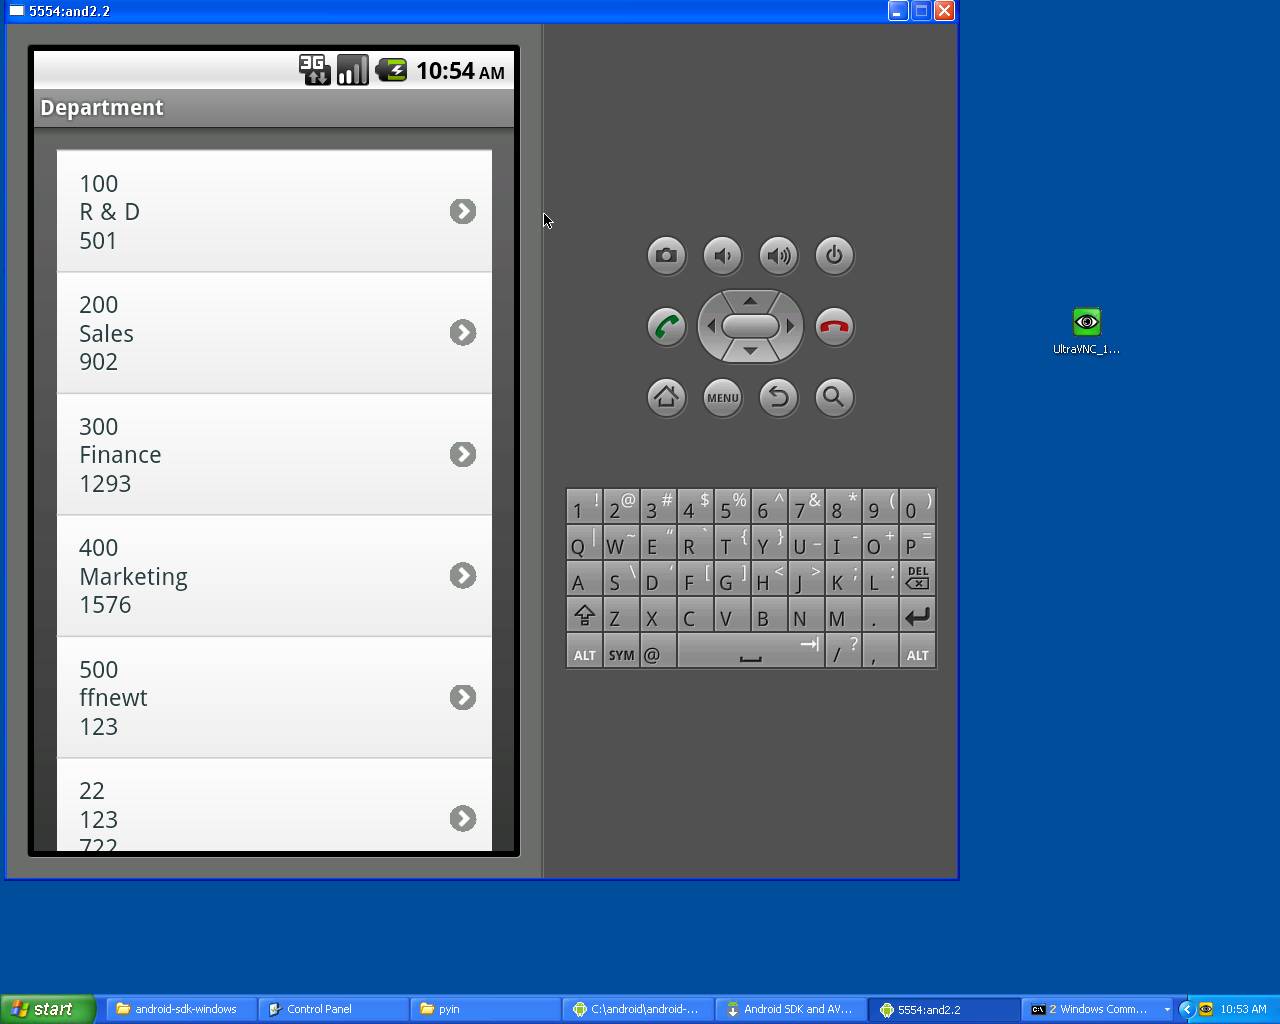 5554:and2.2
3G
10:54 AM
Department
100
R & D
501
200
Sales
902
300
Finance
1293
400
Marketing
1576
500
ffnewt
123
22
123
722
MENU
1 ! 2 @ 3 # 4 $ 5 % 6 ^ 7 & 8 * 9 ( 0 )
Q | W ~ E “ R ` T { Y } U _ I - O + P =
A S \ D ‘ F [ G ] H < J > K ; L : DEL
Z X C V B N M .
ALT SYM @ / ? , ALT
UltraVNC_1...
start
android-sdk-windows
Control Panel
pyin
C:\android\android-...
Android SDK and AV...
5554:and2.2
2 Windows Comm...
10:53 AM